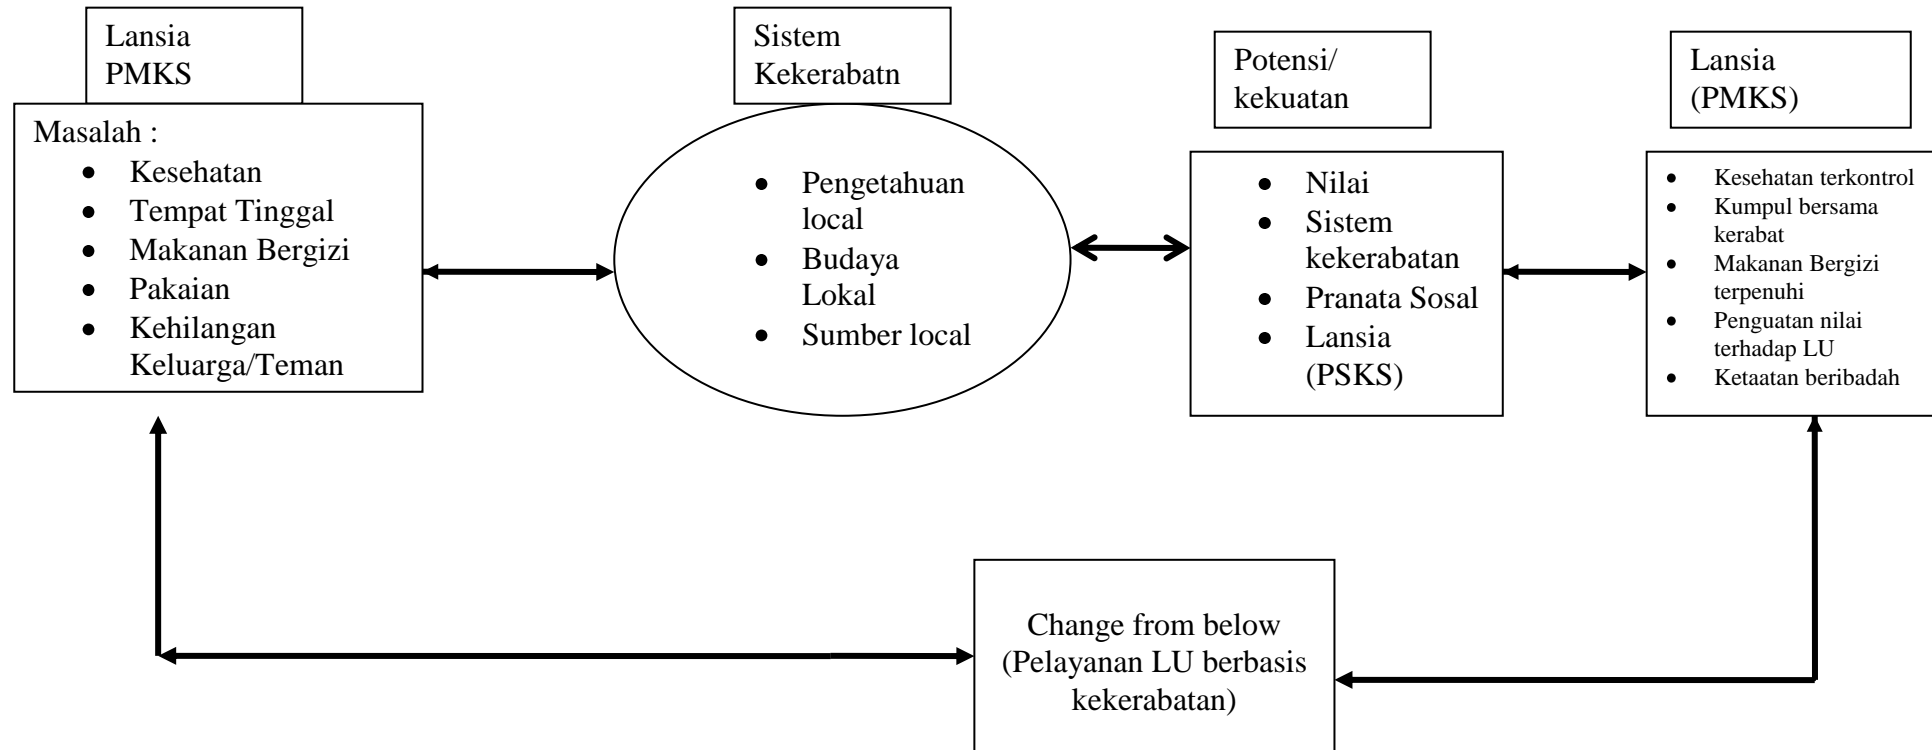 Lansia
PMKS
Masalah :
• Kesehatan
• Tempat Tinggal
• Makanan Bergizi
• Pakaian
• Kehilangan
Keluarga/Teman
Sistem
Kekerabatn
• Pengetahuan
local
• Budaya
Lokal
• Sumber local
Potensi/
kekuatan
• Nilai
• Sistem
kekerabatan
• Pranata Sosal
• Lansia
(PSKS)
Lansia
(PMKS)
• Kesehatan terkontrol
• Kumpul bersama
kerabat
• Makanan Bergizi
terpenuhi
• Penguatan nilai
terhadap LU
• Ketaatan beribadah
Change from below
(Pelayanan LU berbasis
kekerabatan)